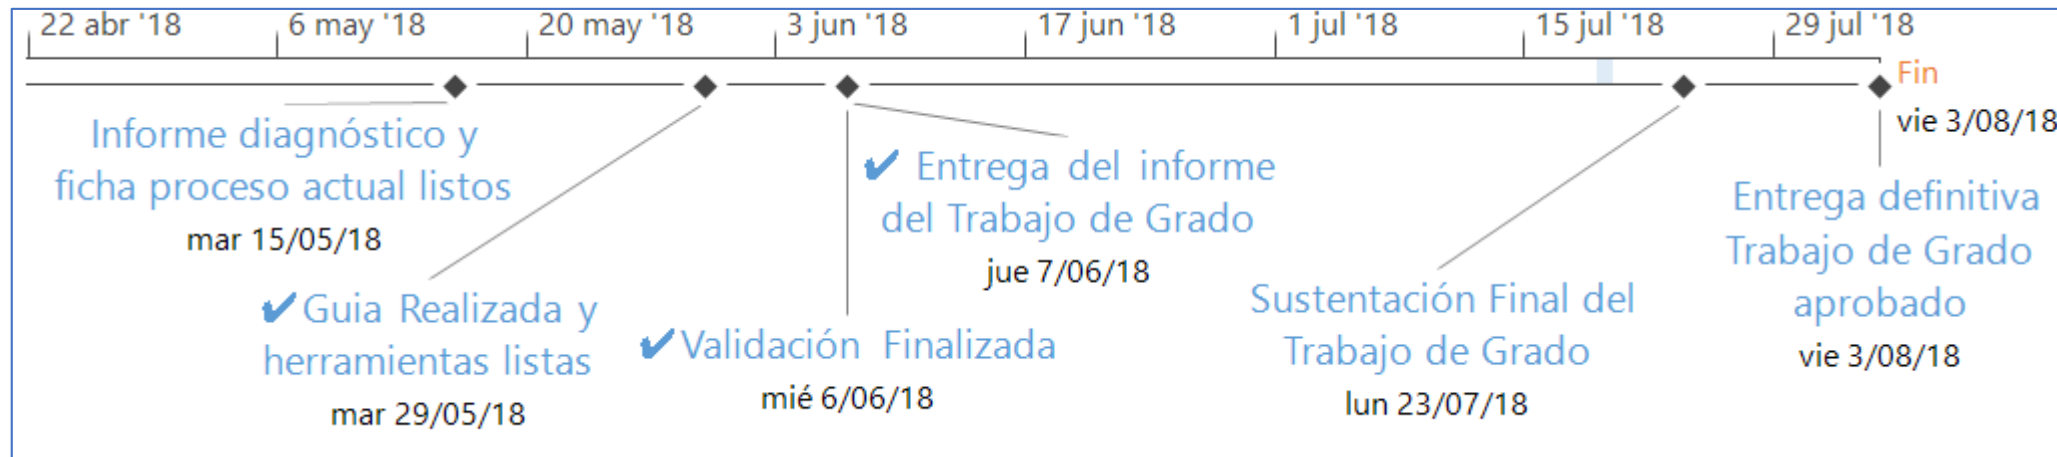 22 abr '18
6 may '18
20 may '18
3 jun '18
17 jun '18
1 jul '18
15 jul '18
29 jul '18
Fin
vie 3/08/18
Informe diagnóstico y
ficha proceso actual listos
mar 15/05/18
✔Guia Realizada y
herramientas listas
mar 29/05/18
✔Validación Finalizada
mié 6/06/18
✔ Entrega del informe
del Trabajo de Grado
jue 7/06/18
Sustentación Final del
Trabajo de Grado
lun 23/07/18
Entrega definitiva
Trabajo de Grado
aprobado
vie 3/08/18